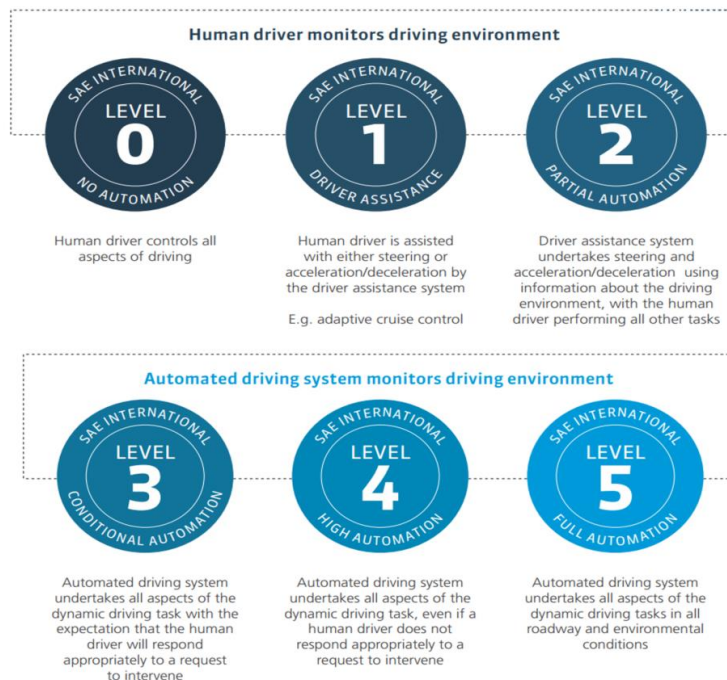 Human driver monitors driving environment
SAE INTERNATIONAL
LEVEL
0
NO AUTOMATION
SAE INTERNATIONAL
LEVEL
1
DRIVER ASSISTANCE
SAE INTERNATIONAL
LEVEL
2
PARTIAL AUTOMATION
Human driver controls all
aspects of driving
Human driver is assisted
with either steering or
acceleration/deceleration by
the driver assistance system
E.g. adaptive cruise control
Driver assistance system
undertakes steering and
acceleration/deceleration using
information about the driving
environment, with the human
driver performing all other tasks
Automated driving system monitors driving environment
SAE INTERNATIONAL
LEVEL
3
CONDITIONAL AUTOMATION
SAE INTERNATIONAL
LEVEL
4
HIGH AUTOMATION
SAE INTERNATIONAL
LEVEL
5
FULL AUTOMATION
Automated driving system
undertakes all aspects of the
dynamic driving task with the
expectation that the human
driver will respond
appropriately to a request
to intervene
Automated driving system
undertakes all aspects of the
dynamic driving task, even if a
human driver does not
respond appropriately to a
request to intervene
Automated driving system
undertakes all aspects of the
dynamic driving tasks in all
roadway and environmental
conditions